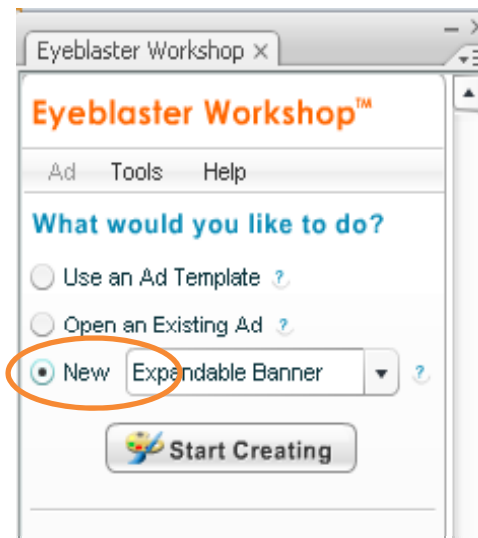 Eyeblaster Workshop ×
Eyeblaster Workshop™
Ad Tools Help
What would you like to do?
Use an Ad Template ?
Open an Existing Ad ?
New Expandable Banner ?
Start Creating